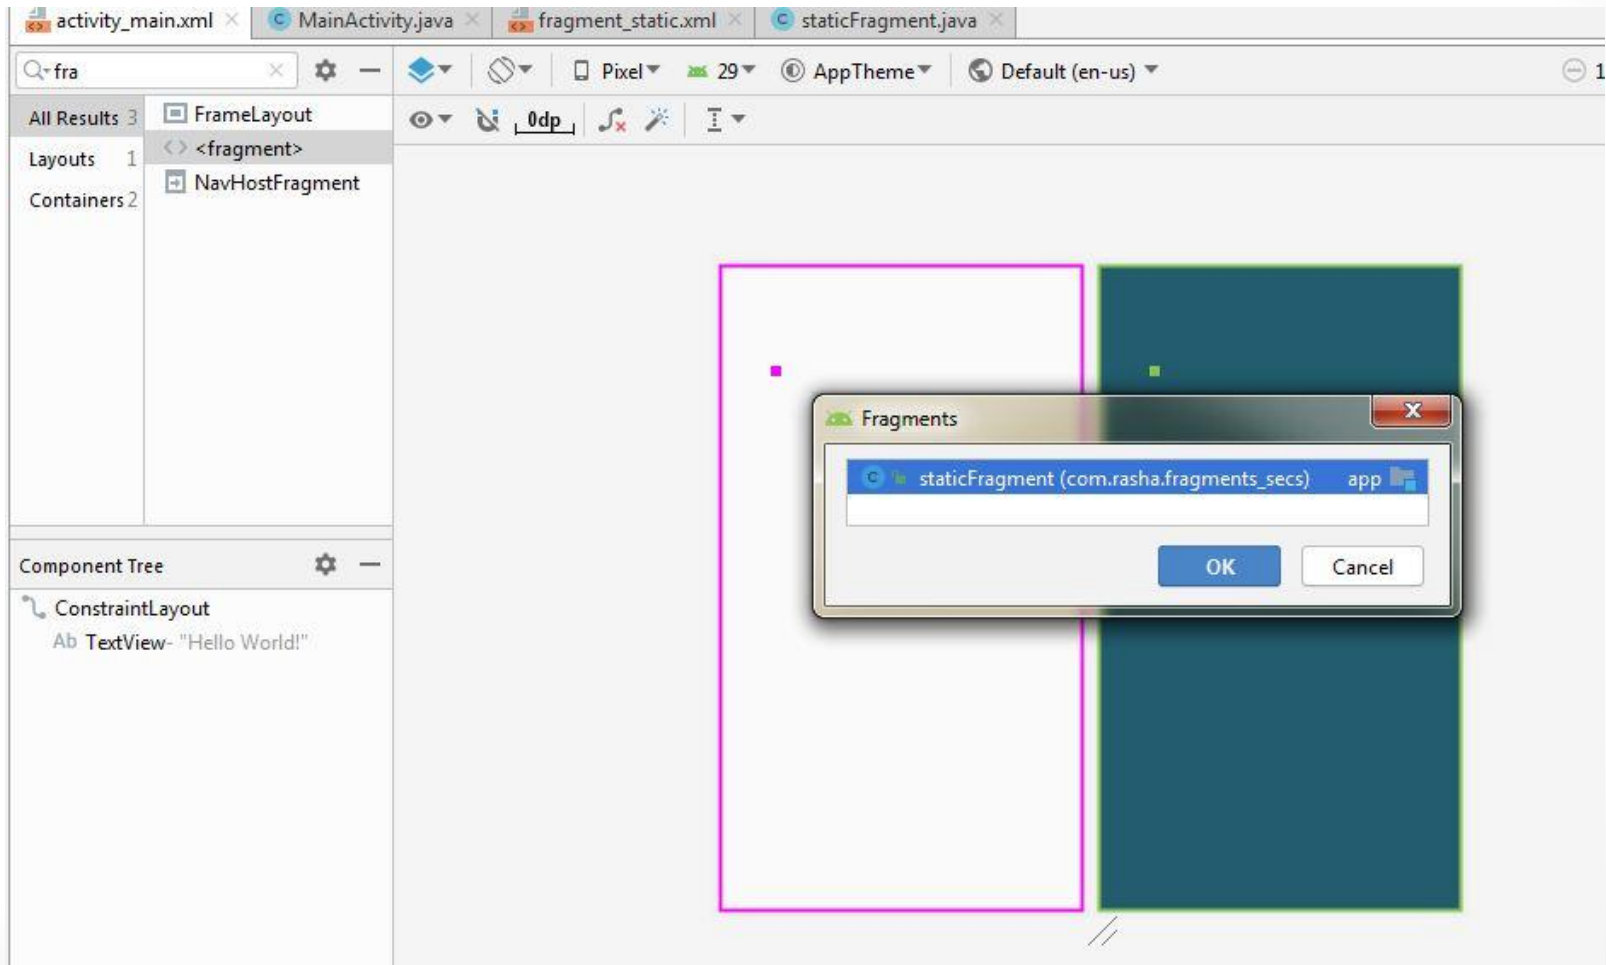 activity_main.xml MainActivity.java fragment_static.xml staticFragment.java
fra Pixel 29 AppTheme Default (en-us) 1
All Results 3 FrameLayout
0dp
<fragment>
Layouts 1
NavHostFragment
Containers 2
Fragments
staticFragment (com.rasha.fragments_secs) app
OK Cancel
Component Tree
ConstraintLayout
Ab TextView- "Hello World!"